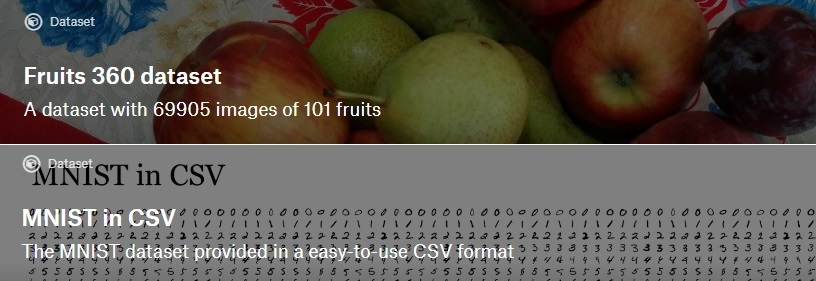 Dataset
Fruits 360 dataset
A dataset with 69905 images of 101 fruits
Dataset
MNIST in CSV
MNIST in CSV
The MNIST dataset provided in a easy-to-use CSV format